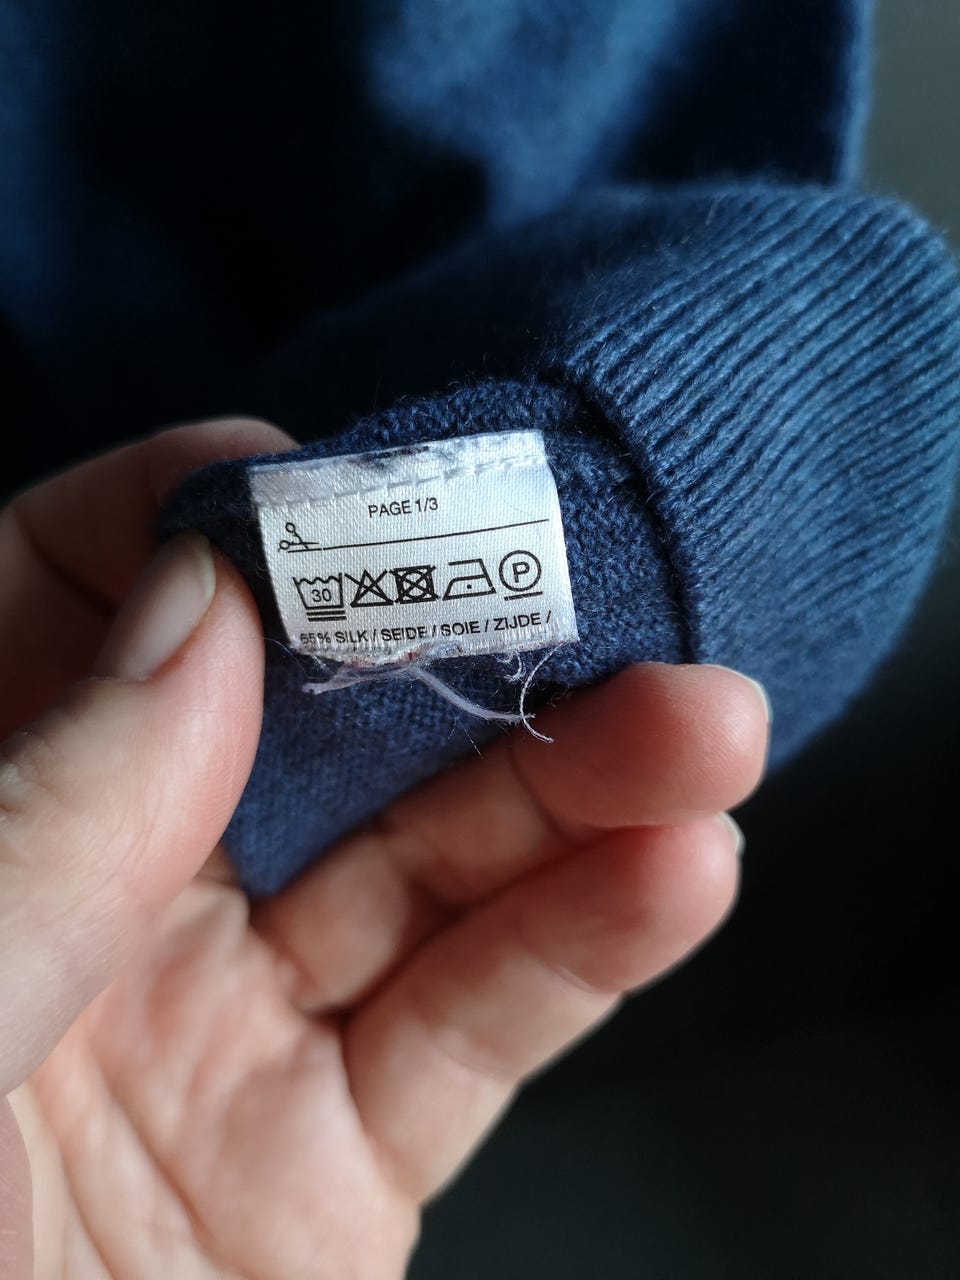 PAGE 1/3
30 P
65% SILK / SEIDE / SOIE / ZIJDE /